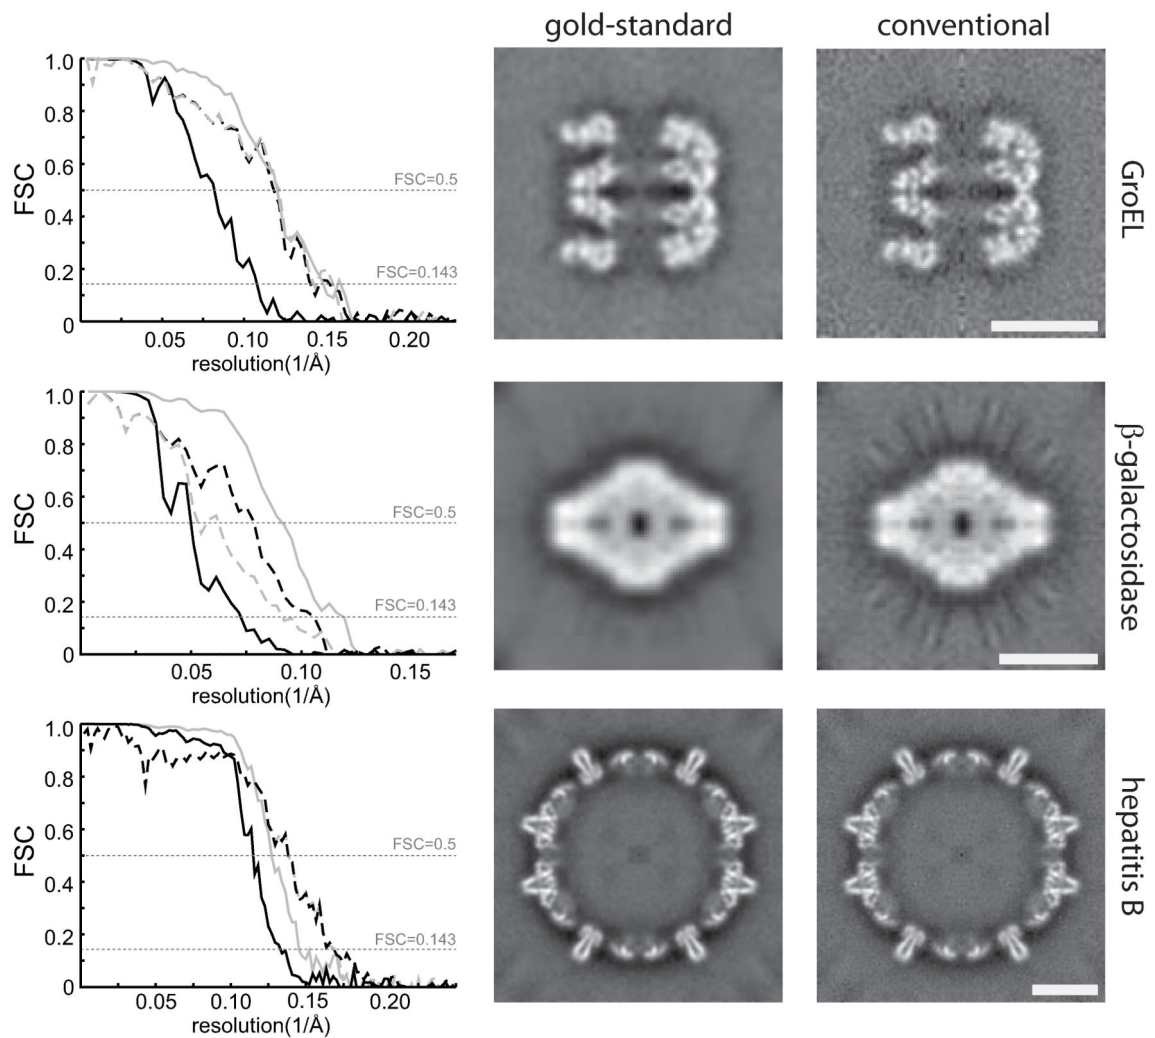 gold-standard
conventional
1.0
0.8
0.6
0.4
0.2
0
FSC
FSC=0.5
FSC=0.143
0.05
0.10
0.15
0.20
resolution(1/Å)
GroEL
1.0
0.8
0.6
0.4
0.2
0
FSC
FSC=0.5
FSC=0.143
0.05
0.10
0.15
resolution(1/Å)
β-galactosidase
1.0
0.8
0.6
0.4
0.2
0
FSC
FSC=0.5
FSC=0.143
0.05
0.10
0.15
0.20
resolution(1/Å)
hepatitis B